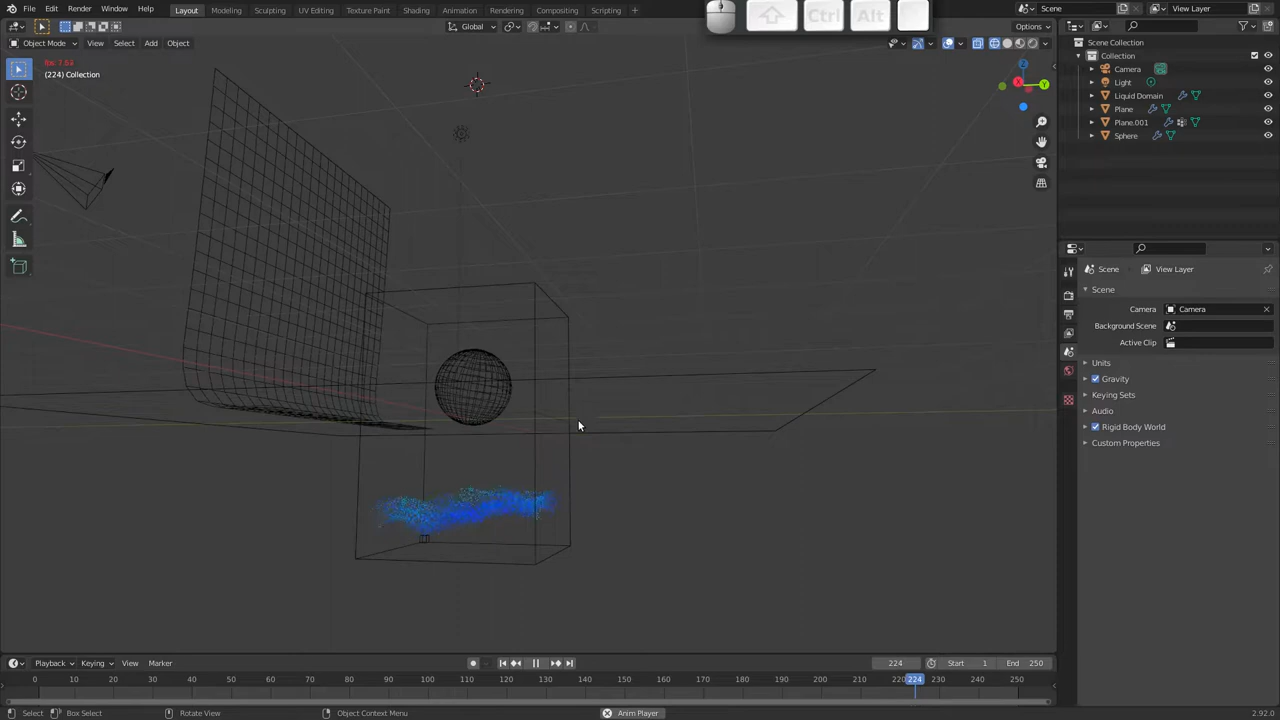 File Edit Render Window Help Layout Modeling Sculpting UV Editing Texture Paint Shading Animation Rendering Compositing Scripting
Shift Ctrl Alt
Scene View Layer
Global
Options
Object Mode View Select Add Object
(224) Collection
Scene Collection
Collection
Camera
Light
Liquid Domain
Plane
Plane.001
Sphere
X
Y
Z
Scene View Layer
Scene
Camera Camera
Background Scene
Active Clip
Units
Gravity
Keying Sets
Audio
Rigid Body World
Custom Properties
Playback Keying View Marker
224 Start 1 End 250
0 10 20 30 40 50 60 70 80 90 100 110 120 130 140 150 160 170 180 190 200 210 220 224 230 240 250
Select Box Select Rotate View Object Context Menu Anim Player 2.92.0